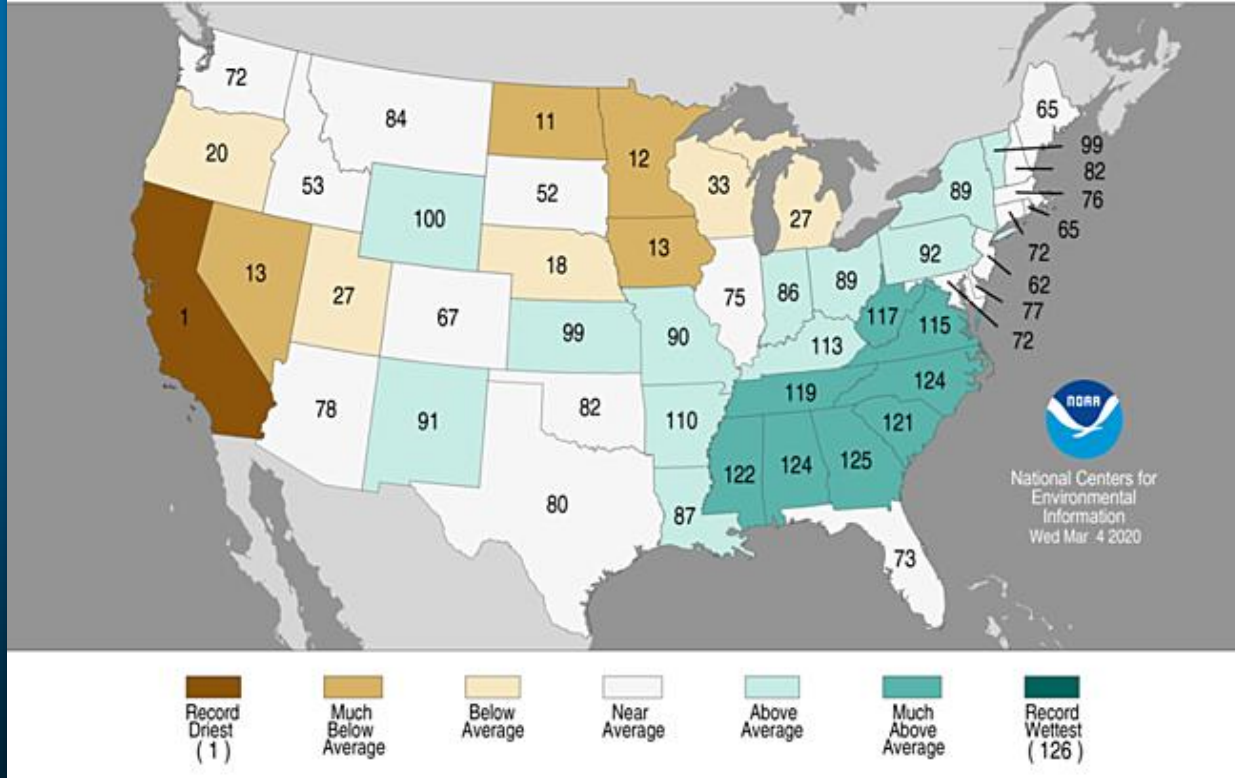 72
84
11
12
65
99
82
76
65
72
62
77
72
20
53
100
52
33
27
89
13
27
67
18
13
75
86
89
92
1
99
90
113
117
115
78
91
82
110
119
124
121
80
87
122
124
125
73
NOAA
National Centers for
Environmental
Information
Wed Mar 4 2020
Record
Driest
( 1 )
Much
Below
Average
Below
Average
Near
Average
Above
Average
Much
Above
Average
Record
Wettest
( 126 )